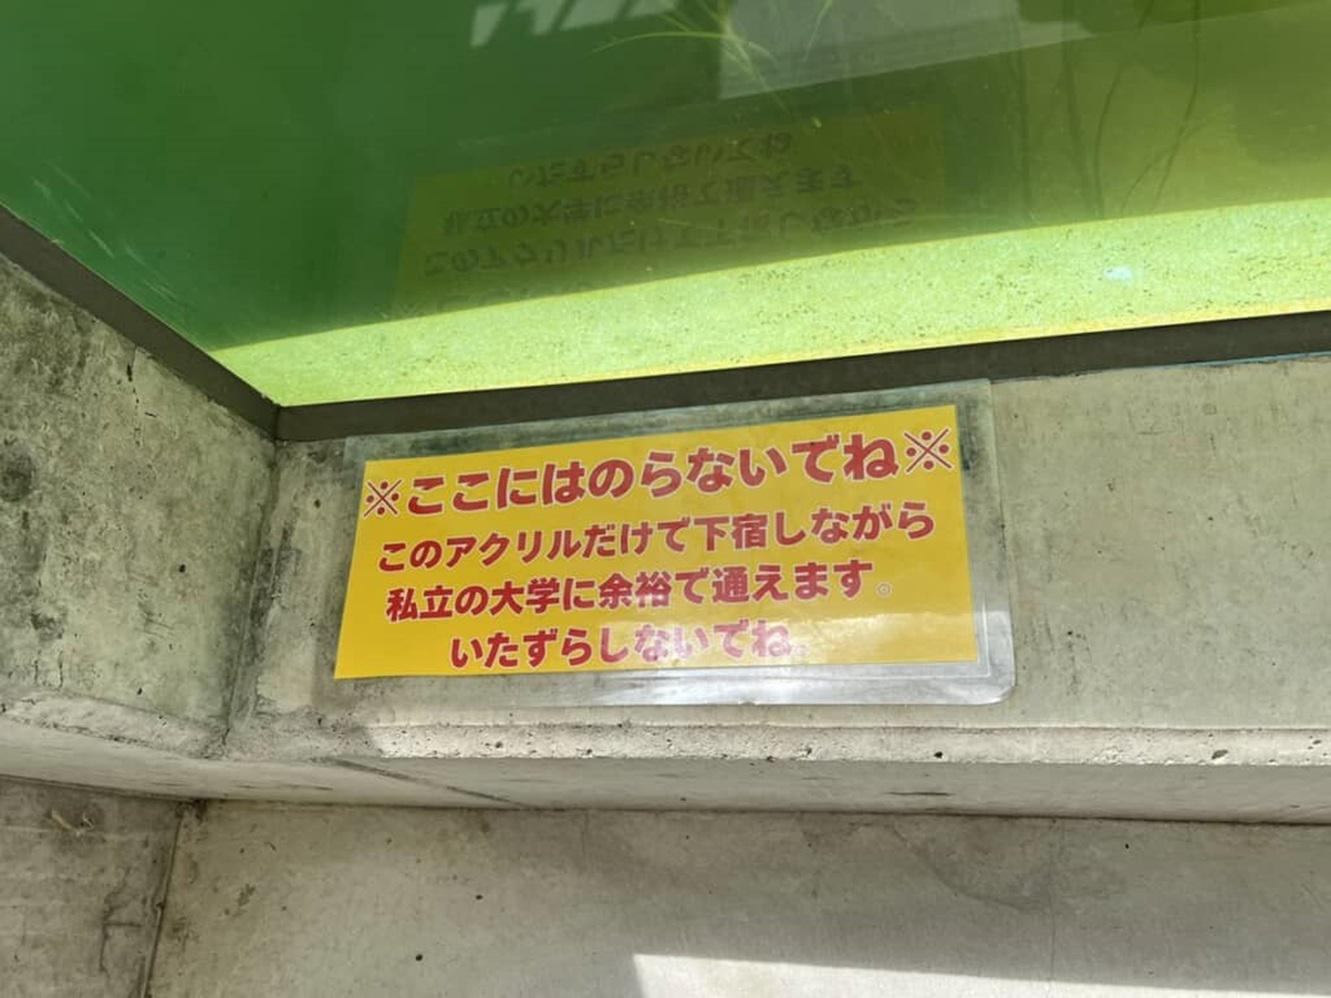 ※ここにはのらないでね※
このアクリルだけで下宿しながら
私立の大学に余裕で通えます。
いたずらしないでね。